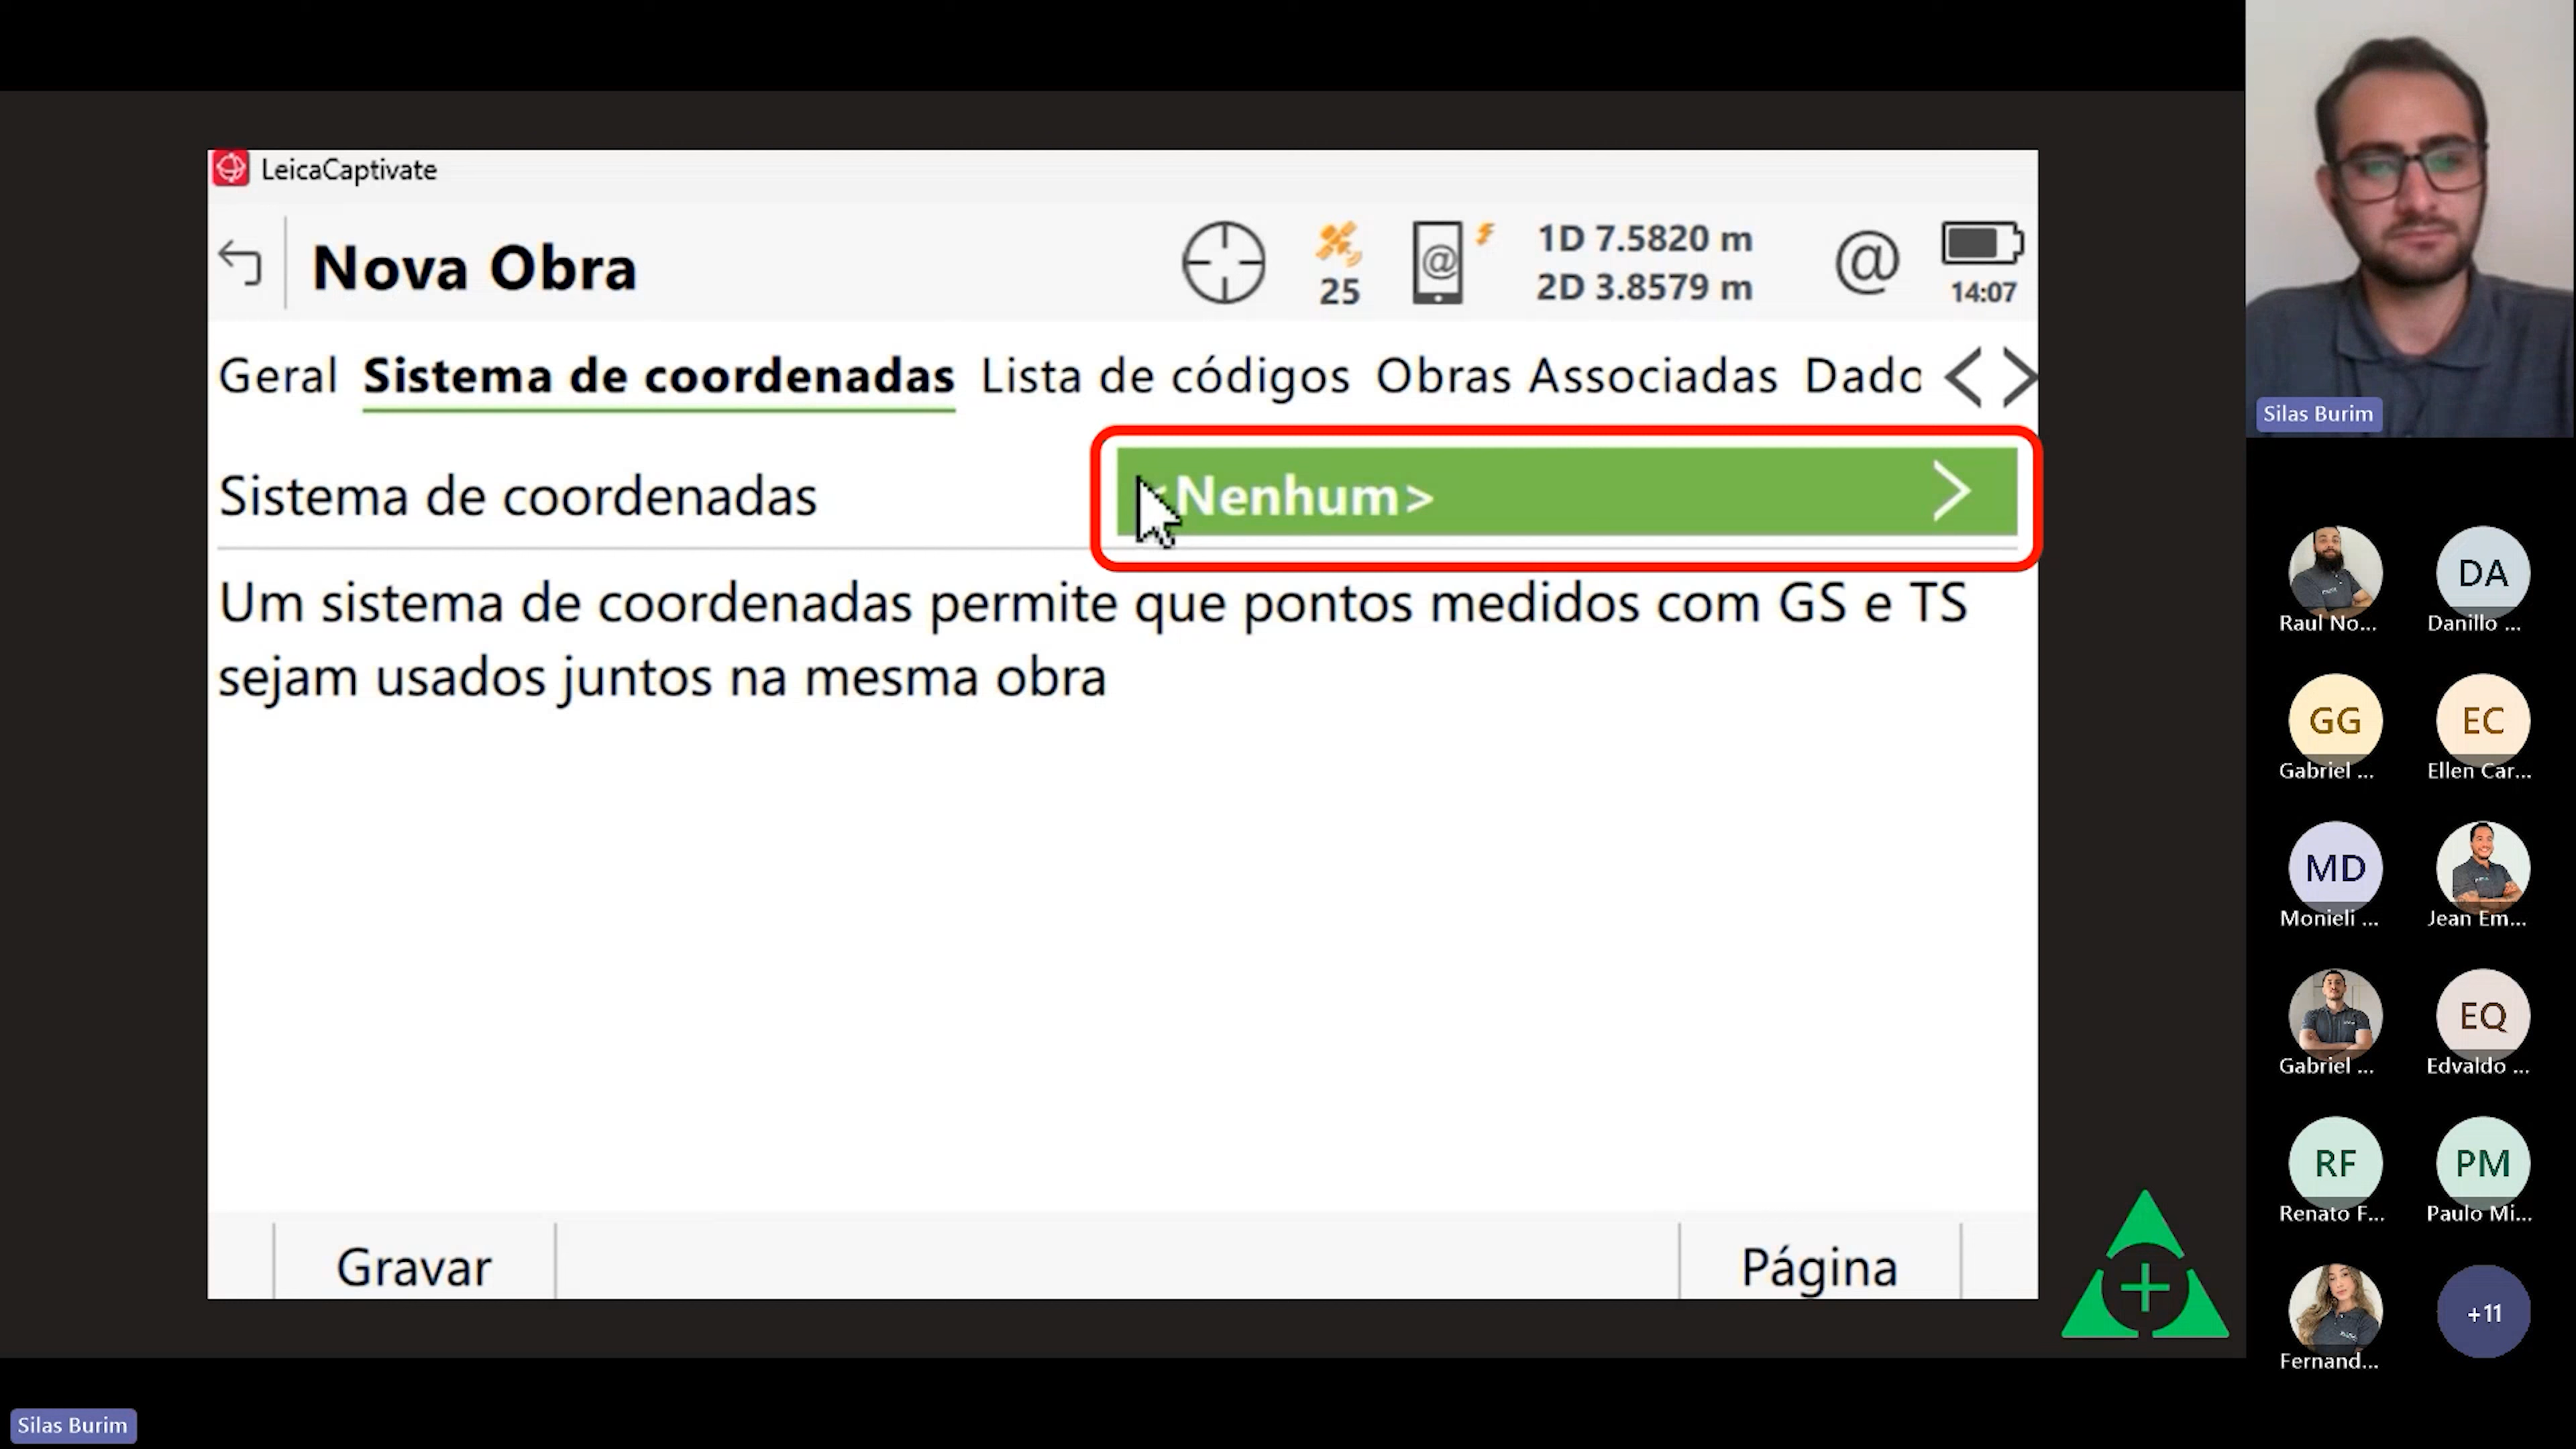 LeicaCaptivate
Nova Obra
25
@
1D 7.5820 m
2D 3.8579 m
@
14:07
Geral Sistema de coordenadas Lista de códigos Obras Associadas Dado
Sistema de coordenadas
<Nenhum>
Um sistema de coordenadas permite que pontos medidos com GS e TS
sejam usados juntos na mesma obra
Gravar
Página
Silas Burim
Raul No...
DA
Danillo ...
GG
Gabriel ...
EC
Ellen Car...
MD
Monieli ...
Jean Em...
Gabriel ...
EQ
Edvaldo ...
RF
Renato F...
PM
Paulo Mi...
Fernand...
+11
Silas Burim